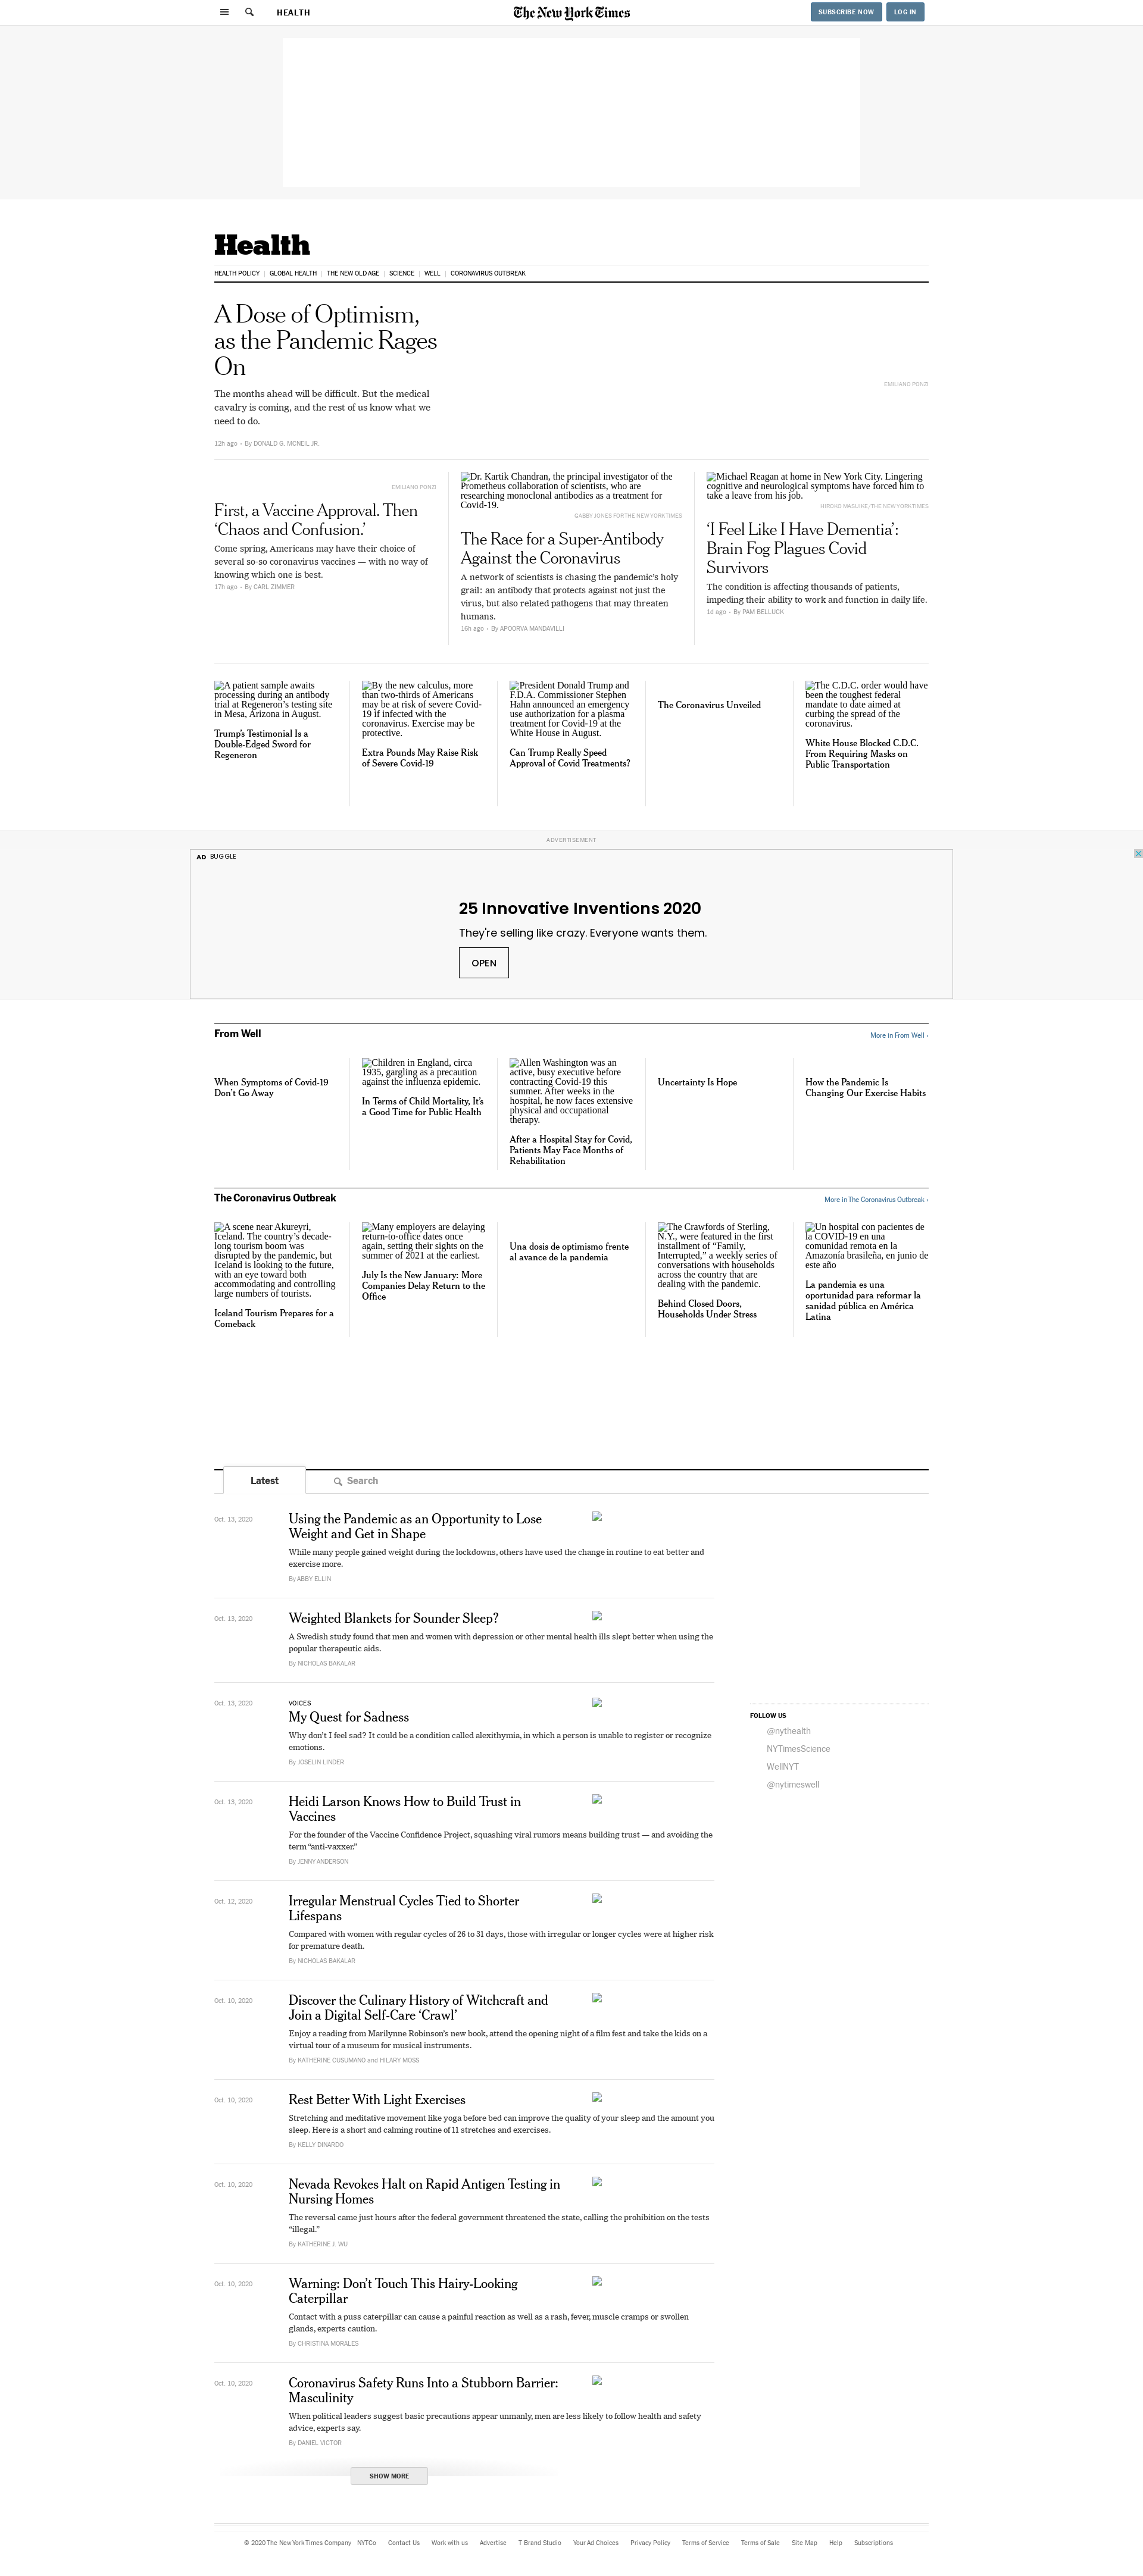 HEALTH
The New York Times
SUBSCRIBE NOW
LOG IN
Health
HEALTH POLICY
GLOBAL HEALTH
THE NEW OLD AGE
SCIENCE
WELL
CORONAVIRUS OUTBREAK
A Dose of Optimism,
as the Pandemic Rages
On
The months ahead will be difficult. But the medical
cavalry is coming, and the rest of us know what we
need to do.
12h ago • By DONALD G. MCNEIL JR.
EMILIANO PONZI
EMILIANO PONZI
First, a Vaccine Approval. Then
‘Chaos and Confusion.’
Come spring, Americans may have their choice of
several so-so coronavirus vaccines — with no way of
knowing which one is best.
17h ago • By CARL ZIMMER
Dr. Kartik Chandran, the principal investigator of the
Prometheus collaboration of scientists, who are
researching monoclonal antibodies as a treatment for
Covid-19.
GABBY JONES FOR THE NEW YORK TIMES
The Race for a Super-Antibody
Against the Coronavirus
A network of scientists is chasing the pandemic’s holy
grail: an antibody that protects against not just the
virus, but also related pathogens that may threaten
humans.
16h ago • By APOORVA MANDAVILLI
Michael Reagan at home in New York City. Lingering
cognitive and neurological symptoms have forced him to
take a leave from his job.
HIROKO MASUIKE/THE NEW YORK TIMES
‘I Feel Like I Have Dementia’:
Brain Fog Plagues Covid
Survivors
The condition is affecting thousands of patients,
impeding their ability to work and function in daily life.
1d ago • By PAM BELLUCK
A patient sample awaits
processing during an antibody
trial at Regeneron’s testing site
in Mesa, Arizona in August.
Trump’s Testimonial Is a
Double-Edged Sword for
Regeneron
By the new calculus, more
than two-thirds of Americans
may be at risk of severe Covid-
19 if infected with the
coronavirus. Exercise may be
protective.
Extra Pounds May Raise Risk
of Severe Covid-19
President Donald Trump and
F.D.A. Commissioner Stephen
Hahn announced an emergency
use authorization for a plasma
treatment for Covid-19 at the
White House in August.
Can Trump Really Speed
Approval of Covid Treatments?
The Coronavirus Unveiled
The C.D.C. order would have
been the toughest federal
mandate to date aimed at
curbing the spread of the
coronavirus.
White House Blocked C.D.C.
From Requiring Masks on
Public Transportation
ADVERTISEMENT
AD BUGGLE
25 Innovative Inventions 2020
They're selling like crazy. Everyone wants them.
OPEN
From Well
More in From Well ›
When Symptoms of Covid-19
Don’t Go Away
Children in England, circa
1935, gargling as a precaution
against the influenza epidemic.
In Terms of Child Mortality, It’s
a Good Time for Public Health
Allen Washington was an
active, busy executive before
contracting Covid-19 this
summer. After weeks in the
hospital, he now faces extensive
physical and occupational
therapy.
After a Hospital Stay for Covid,
Patients May Face Months of
Rehabilitation
Uncertainty Is Hope
How the Pandemic Is
Changing Our Exercise Habits
The Coronavirus Outbreak
More in The Coronavirus Outbreak ›
A scene near Akureyri,
Iceland. The country’s decade-
long tourism boom was
disrupted by the pandemic, but
Iceland is looking to the future,
with an eye toward both
accommodating and controlling
large numbers of tourists.
Iceland Tourism Prepares for a
Comeback
Many employers are delaying
return-to-office dates once
again, setting their sights on the
summer of 2021 at the earliest.
July Is the New January: More
Companies Delay Return to the
Office
Una dosis de optimismo frente
al avance de la pandemia
The Crawfords of Sterling,
N.Y., were featured in the first
installment of “Family,
Interrupted,” a weekly series of
conversations with households
across the country that are
dealing with the pandemic.
Behind Closed Doors,
Households Under Stress
Un hospital con pacientes de
la COVID-19 en una
comunidad remota en la
Amazonía brasileña, en junio de
este año
La pandemia es una
oportunidad para reformar la
sanidad pública en América
Latina
Latest
Search
Oct. 13, 2020
Using the Pandemic as an Opportunity to Lose
Weight and Get in Shape
While many people gained weight during the lockdowns, others have used the change in routine to eat better and
exercise more.
By ABBY ELLIN
Oct. 13, 2020
Weighted Blankets for Sounder Sleep?
A Swedish study found that men and women with depression or other mental health ills slept better when using the
popular therapeutic aids.
By NICHOLAS BAKALAR
Oct. 13, 2020
VOICES
My Quest for Sadness
Why don’t I feel sad? It could be a condition called alexithymia, in which a person is unable to register or recognize
emotions.
By JOSELIN LINDER
FOLLOW US
@nythealth
NYTimesScience
WellNYT
@nytimeswell
Oct. 13, 2020
Heidi Larson Knows How to Build Trust in
Vaccines
For the founder of the Vaccine Confidence Project, squashing viral rumors means building trust — and avoiding the
term “anti-vaxxer.”
By JENNY ANDERSON
Oct. 12, 2020
Irregular Menstrual Cycles Tied to Shorter
Lifespans
Compared with women with regular cycles of 26 to 31 days, those with irregular or longer cycles were at higher risk
for premature death.
By NICHOLAS BAKALAR
Oct. 10, 2020
Discover the Culinary History of Witchcraft and
Join a Digital Self-Care ‘Crawl’
Enjoy a reading from Marilynne Robinson’s new book, attend the opening night of a film fest and take the kids on a
virtual tour of a museum for musical instruments.
By KATHERINE CUSUMANO and HILARY MOSS
Oct. 10, 2020
Rest Better With Light Exercises
Stretching and meditative movement like yoga before bed can improve the quality of your sleep and the amount you
sleep. Here is a short and calming routine of 11 stretches and exercises.
By KELLY DINARDO
Oct. 10, 2020
Nevada Revokes Halt on Rapid Antigen Testing in
Nursing Homes
The reversal came just hours after the federal government threatened the state, calling the prohibition on the tests
“illegal.”
By KATHERINE J. WU
Oct. 10, 2020
Warning: Don’t Touch This Hairy-Looking
Caterpillar
Contact with a puss caterpillar can cause a painful reaction as well as a rash, fever, muscle cramps or swollen
glands, experts caution.
By CHRISTINA MORALES
Oct. 10, 2020
Coronavirus Safety Runs Into a Stubborn Barrier:
Masculinity
When political leaders suggest basic precautions appear unmanly, men are less likely to follow health and safety
advice, experts say.
By DANIEL VICTOR
SHOW MORE
© 2020 The New York Times Company NYTCo Contact Us Work with us Advertise T Brand Studio Your Ad Choices Privacy Policy Terms of Service Terms of Sale Site Map Help Subscriptions